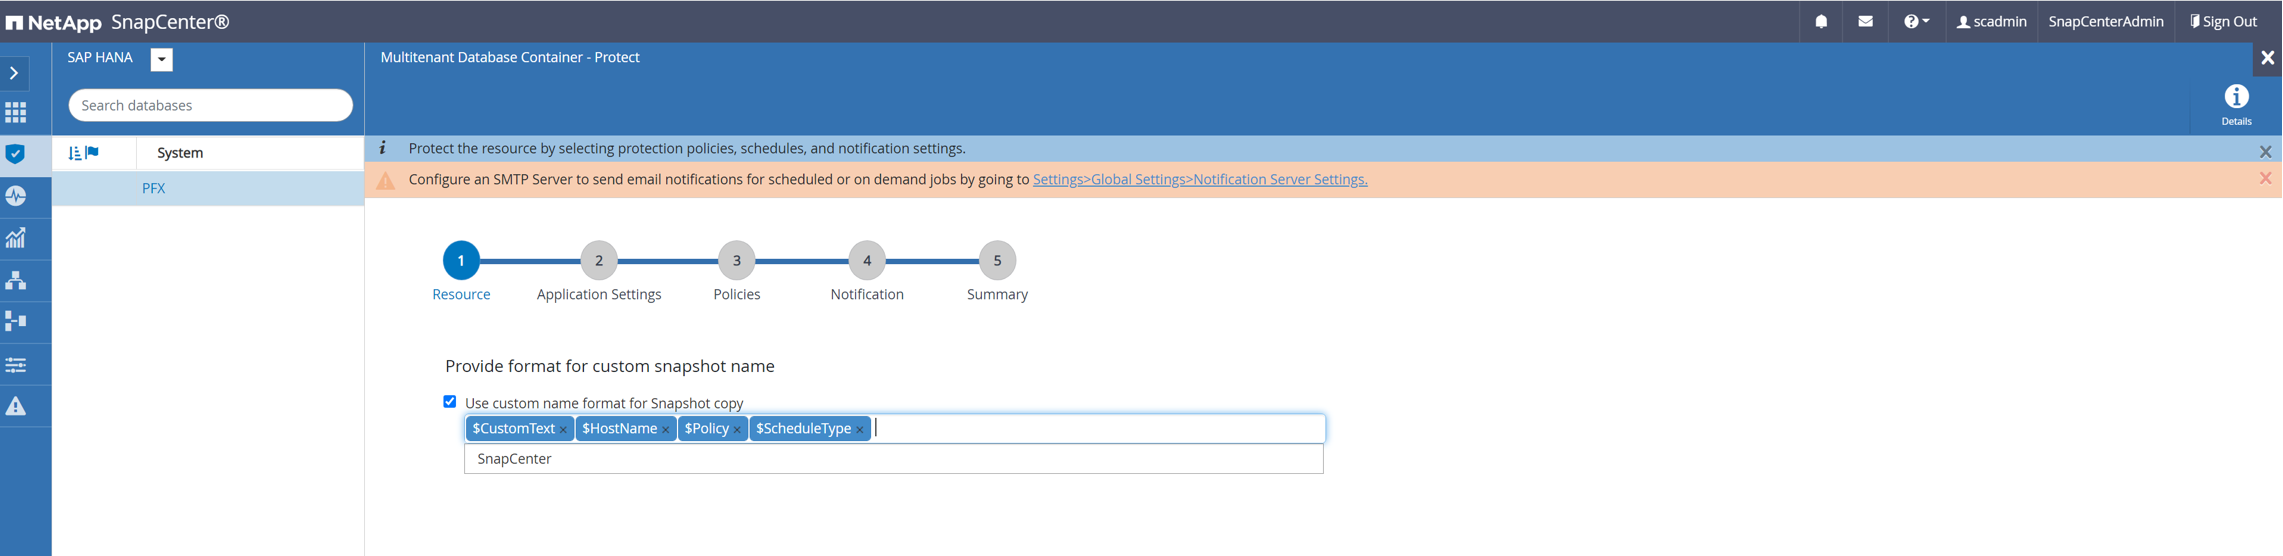 NetApp SnapCenter®
scadmin SnapCenterAdmin Sign Out
SAP HANA
Search databases
System
PFX
Multitenant Database Container - Protect
Details
Protect the resource by selecting protection policies, schedules, and notification settings.
Configure an SMTP Server to send email notifications for scheduled or on demand jobs by going to Settings>Global Settings>Notification Server Settings.
1 2 3 4 5
Resource Application Settings Policies Notification Summary
Provide format for custom snapshot name
Use custom name format for Snapshot copy
$CustomText × $HostName × $Policy × $ScheduleType ×
SnapCenter